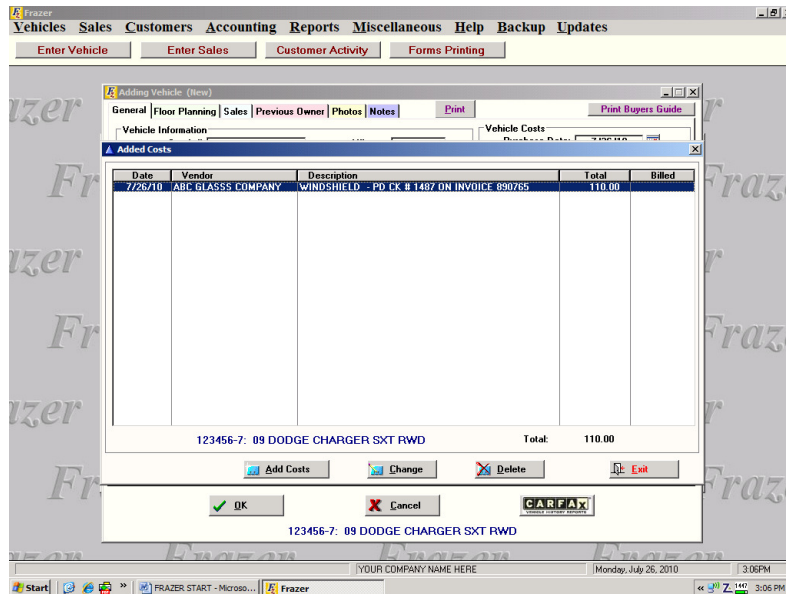 Frazer
Vehicles Sales Customers Accounting Reports Miscellaneous Help Backup Updates
Enter Vehicle Enter Sales Customer Activity Forms Printing
Adding Vehicle (New)
General Floor Planning Sales Previous Owner Photos Notes Print Print Buyers Guide
Vehicle Information Vehicle Costs
Added Costs
Date Vendor Description Total Billed
7/26/10 ABC GLASSS COMPANY WINDSHIELD - PD CK # 1487 ON INVOICE 890765 110.00
123456-7: 09 DODGE CHARGER SXT RWD Total: 110.00
Add Costs Change Delete Exit
OK Cancel CARFAX
VEHICLE HISTORY REPORTS
123456-7: 09 DODGE CHARGER SXT RWD
Frazer
YOUR COMPANY NAME HERE Monday, July 26, 2010 3:06PM
Start FRAZER START - Microso... Frazer 3:06 PM